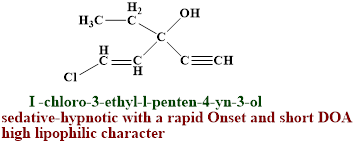 H₂
H₃C—C
OH
C
H
C=C
H
Cl
C≡CH
I -chloro-3-ethyl-l-penten-4-yn-3-ol
sedative-hypnotic with a rapid Onset and short DOA
high lipophilic character